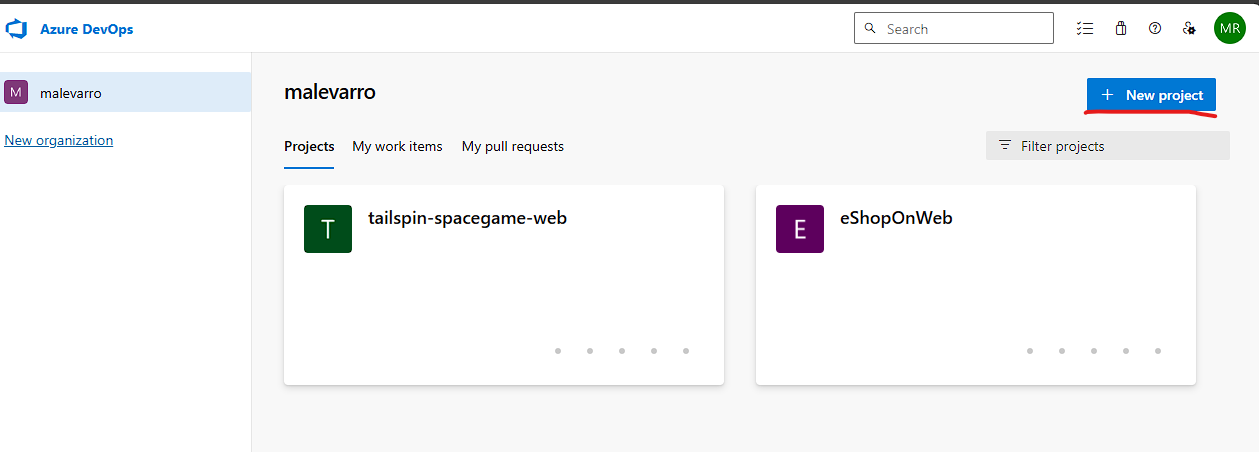 Azure DevOps
Search
MR
M
malevarro
New organization
malevarro
New project
Projects
My work items
My pull requests
Filter projects
T
tailspin-spacegame-web
E
eShopOnWeb